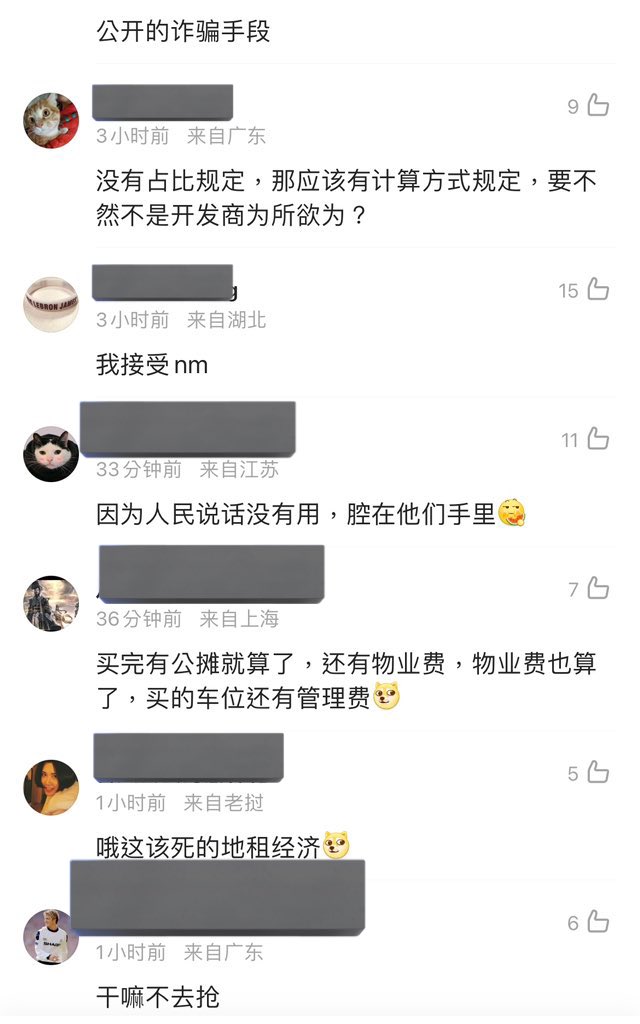 公开的诈骗手段
9
3小时前 来自广东
没有占比规定，那应该有计算方式规定，要不
然不是开发商为所欲为？
15
3小时前 来自湖北
我接受nm
11
33分钟前 来自江苏
因为人民说话没有用，腔在他们手里
7
36分钟前 来自上海
买完有公摊就算了，还有物业费，物业费也算
了，买的车位还有管理费
5
1小时前 来自老挝
哦这该死的地租经济
6
1小时前 来自广东
干嘛不去抢